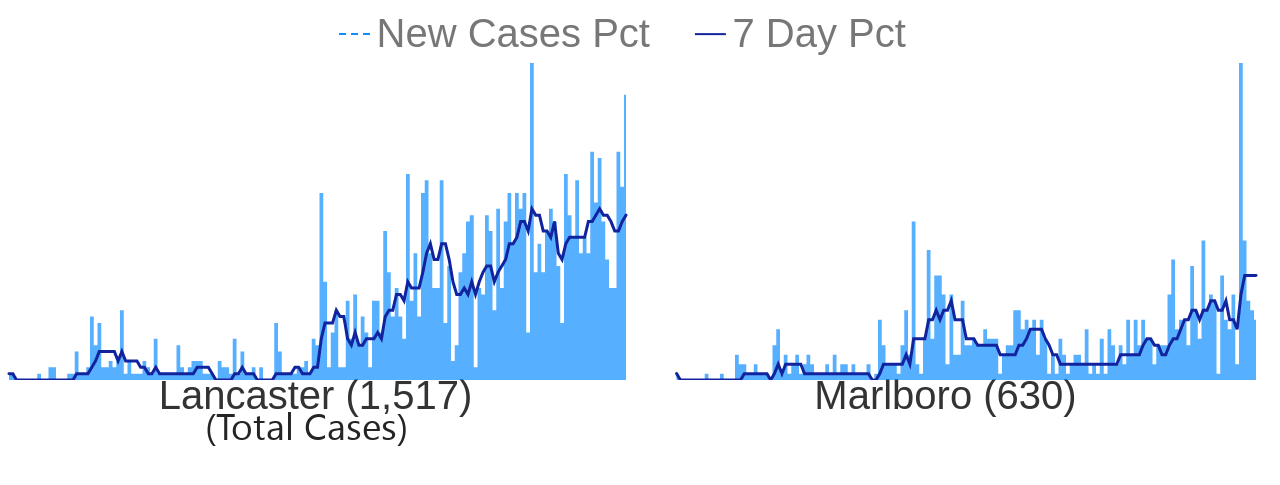 New Cases Pct 7 Day Pct
Lancaster (1,517) Marlboro (630)
(Total Cases)